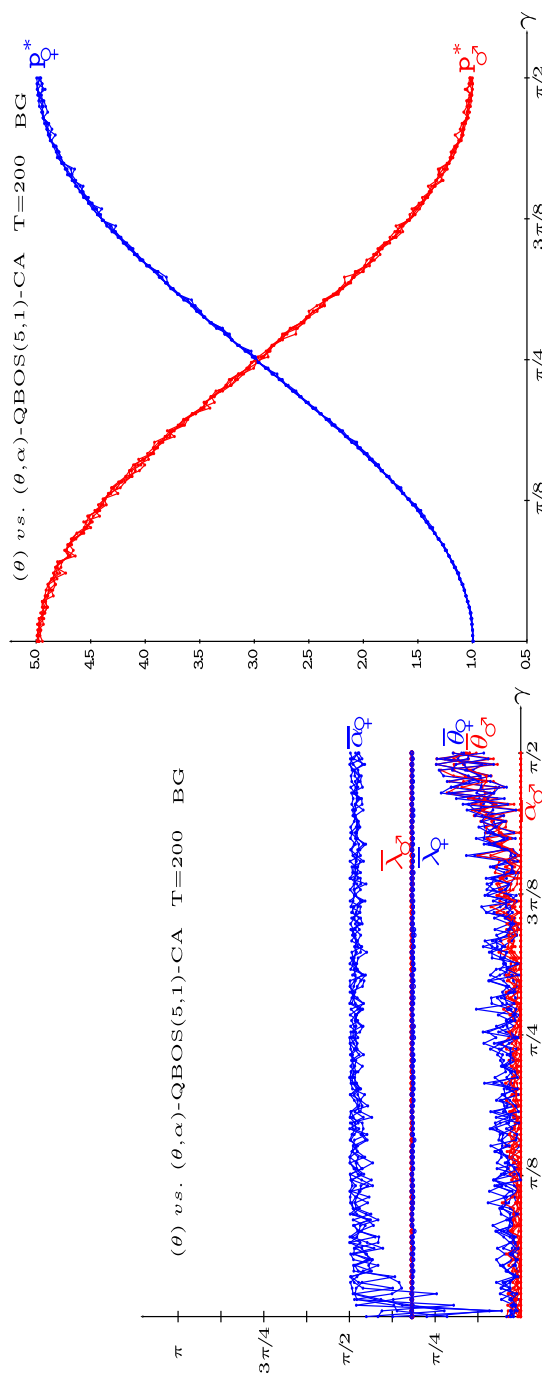 (θ) vs. (θ,α)-QBOS(5,1)-CA T=200 BG
π
3π/4
π/2
π/4
α̅♀
λ̅♂
λ̅♀
θ̅♀
θ̅♂
α♂
π/8
π/4
3π/8
π/2
γ
(θ) vs. (θ,α)-QBOS(5,1)-CA T=200 BG
p*♀
p*♂
5.0
4.5
4.0
3.5
3.0
2.5
2.0
1.5
1.0
0.5
π/8
π/4
3π/8
π/2
γ